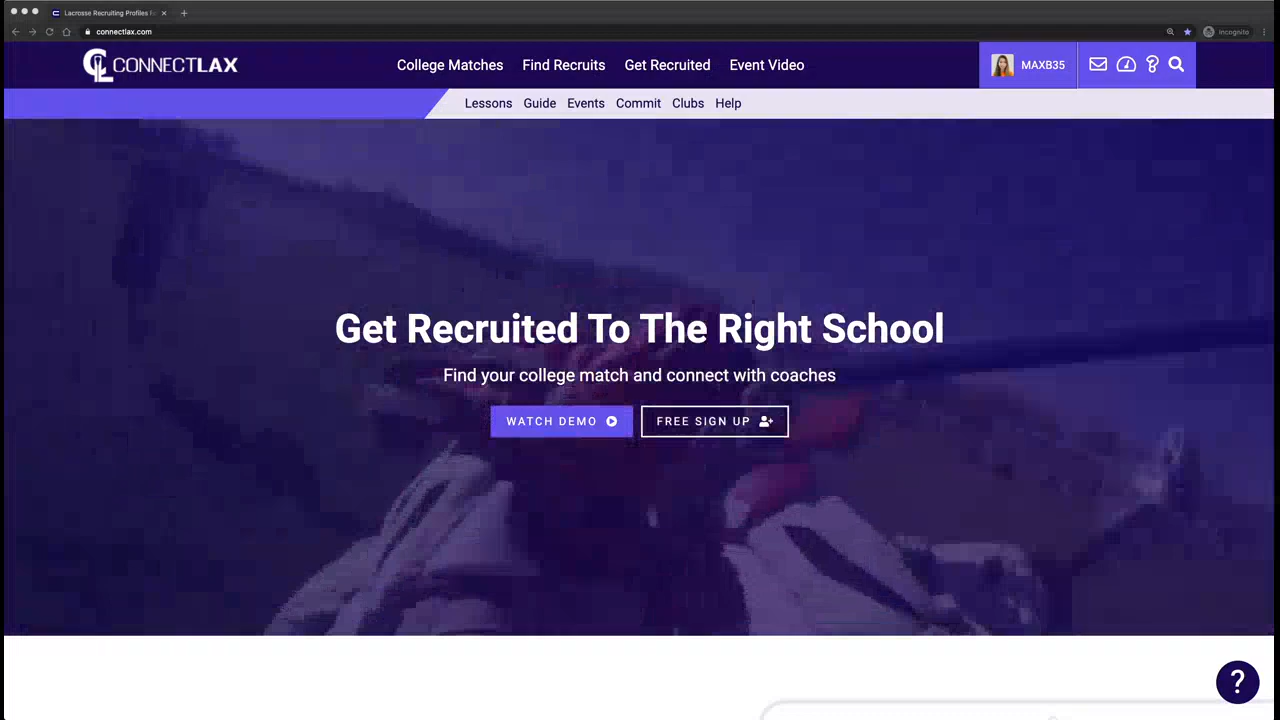 Lacrosse Recruiting Profiles
connectlax.com
Incognito
CONNECTLAX
College Matches
Find Recruits
Get Recruited
Event Video
MAXB35
Lessons
Guide
Events
Commit
Clubs
Help
Get Recruited To The Right School
Find your college match and connect with coaches
WATCH DEMO
FREE SIGN UP
?